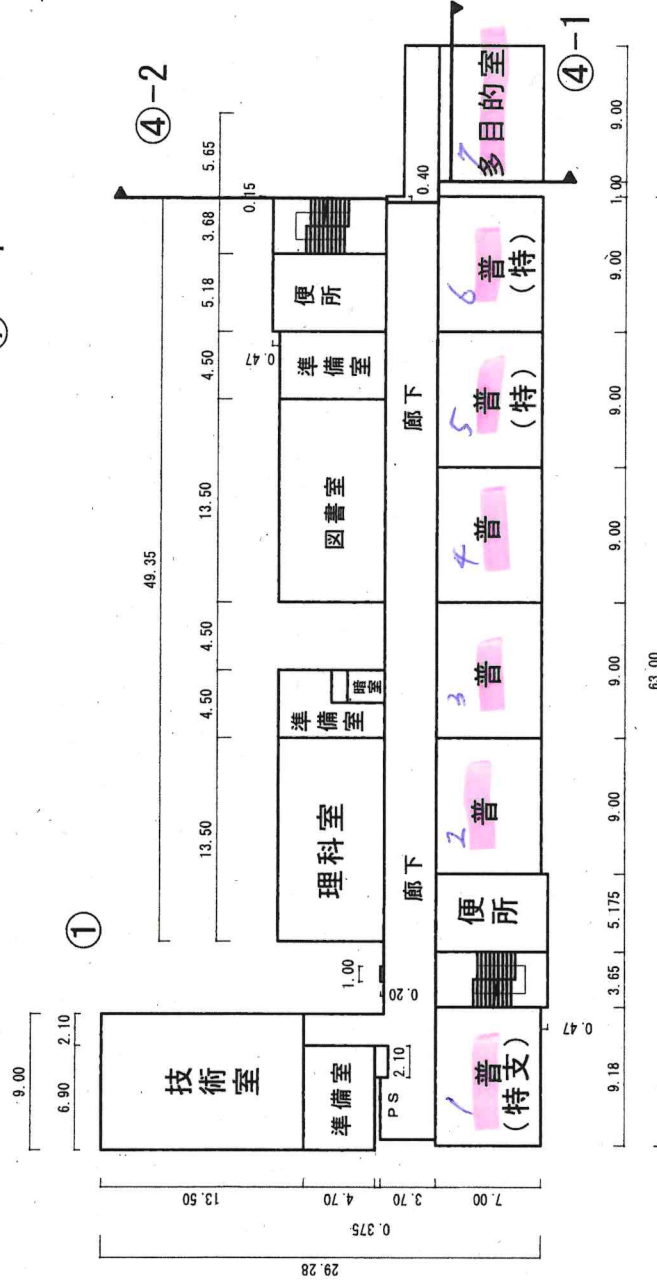 ④-2
5.65
0.15
3.68
5.18
4.50
13.50
4.50
4.50
13.50
49.35
0.47
①
9.00
2.10
6.90
技術室
準備室
PS
2.10
1.00
0.20
理科室
準備室
暗室
図書室
準備室
便所
0.40
廊下
廊下
1
普
(特支)
便所
2
普
3
普
4
普
5
普
(特)
6
普
(特)
7
多目的室
④-1
0.47
9.18
3.65
5.175
9.00
9.00
9.00
9.00
9.00
1.00
9.00
63.00
13.50
4.70
3.70
7.00
0.375
29.28